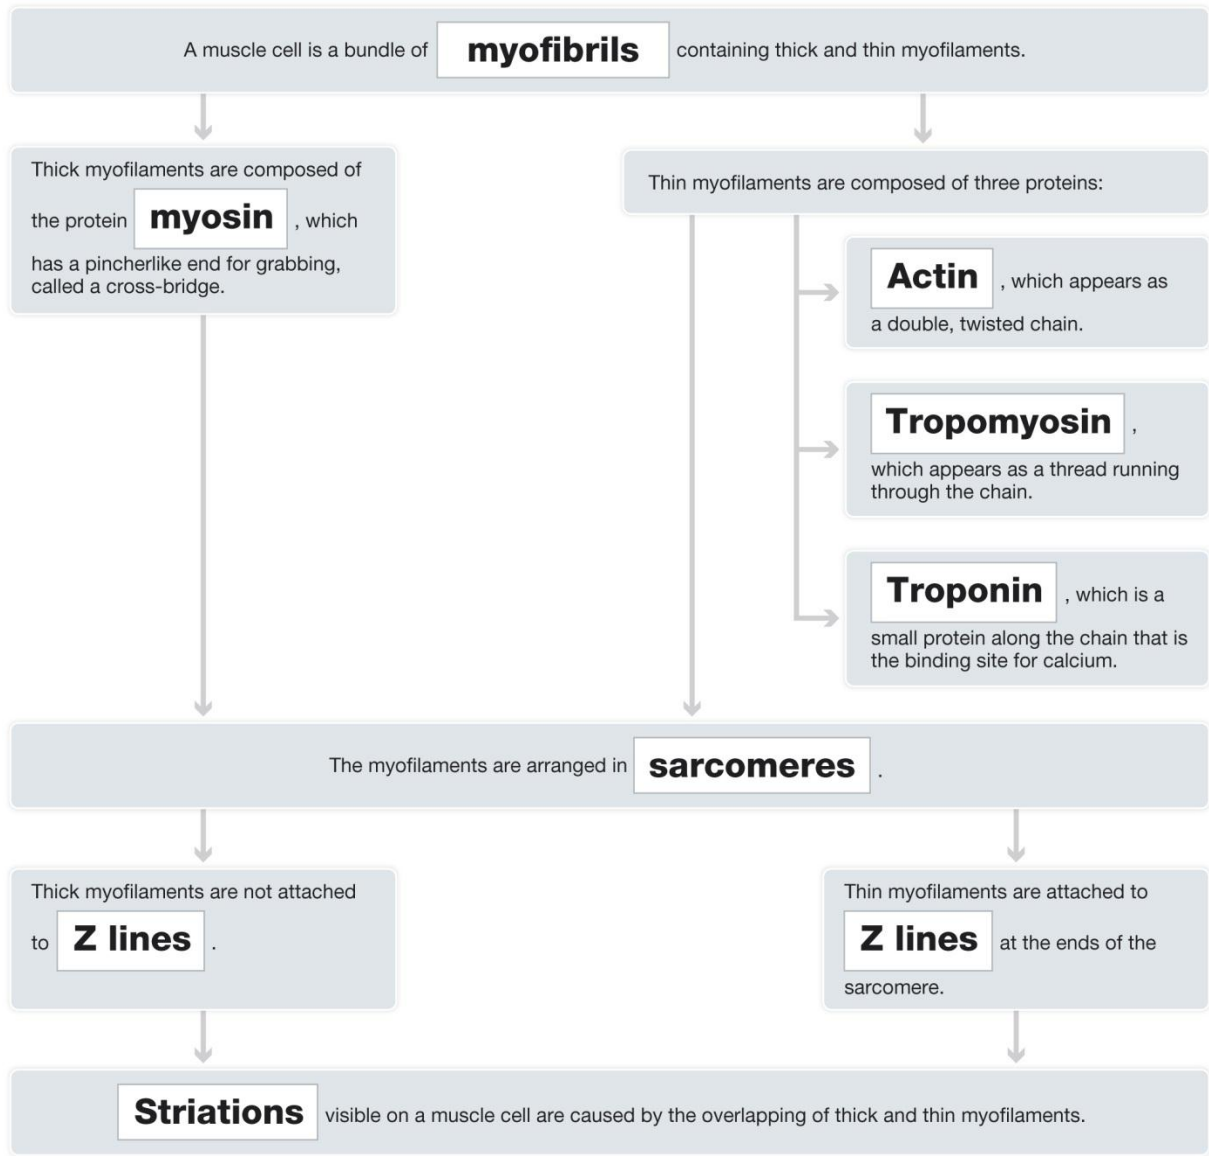 A muscle cell is a bundle of myofibrils containing thick and thin myofilaments.
Thick myofilaments are composed of
the protein myosin , which
has a pincherlike end for grabbing,
called a cross-bridge.
Thin myofilaments are composed of three proteins:
Actin , which appears as
a double, twisted chain.
Tropomyosin ,
which appears as a thread running
through the chain.
Troponin , which is a
small protein along the chain that is
the binding site for calcium.
The myofilaments are arranged in sarcomeres .
Thick myofilaments are not attached
to Z lines .
Thin myofilaments are attached to
Z lines at the ends of the
sarcomere.
Striations visible on a muscle cell are caused by the overlapping of thick and thin myofilaments.